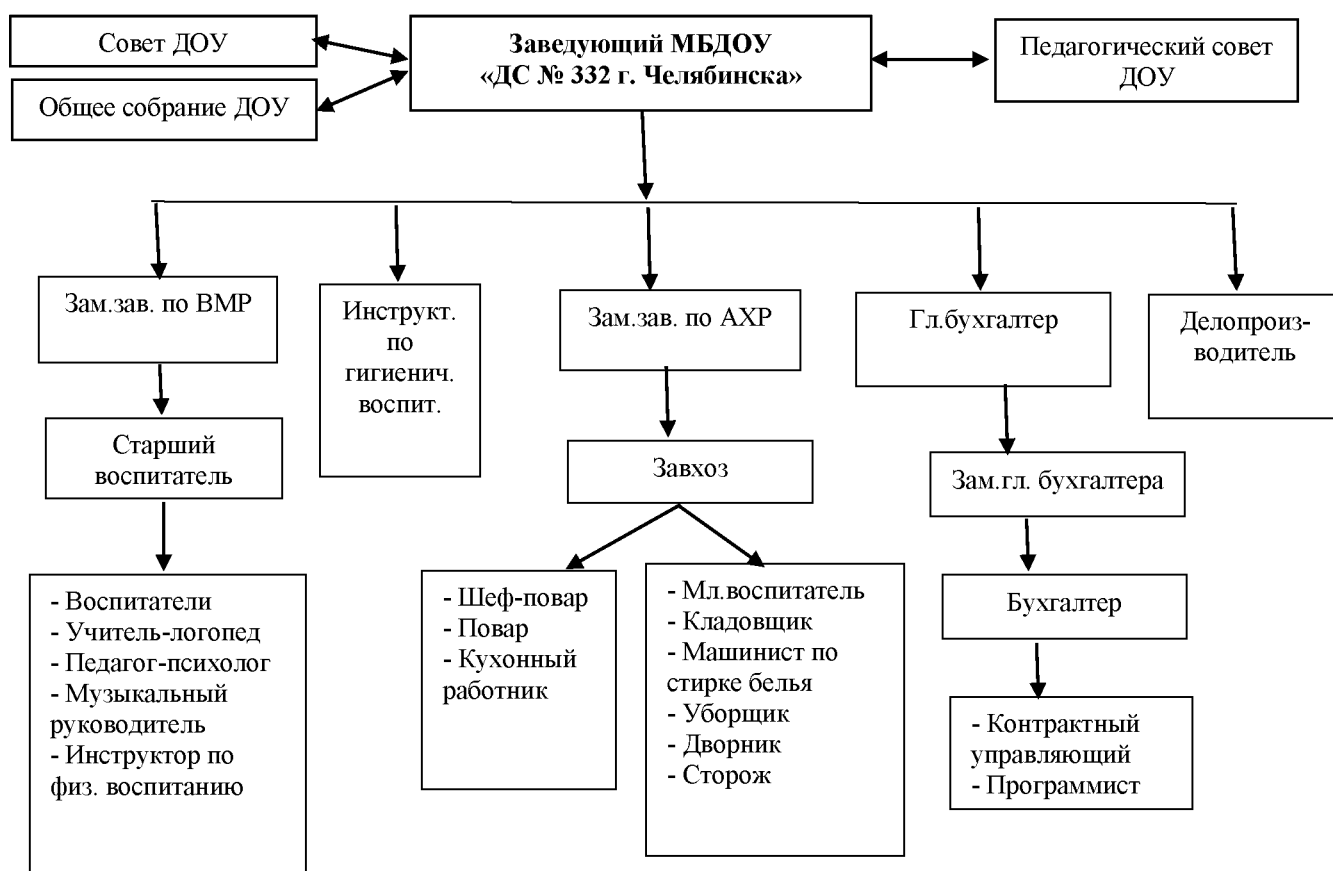 Совет ДОУ
Общее собрание ДОУ
Заведующий МБДОУ
«ДС № 332 г. Челябинска»
Педагогический совет
ДОУ
Зам.зав. по ВМР
Инструкт.
по
гигиенич.
воспит.
Зам.зав. по АХР
Гл.бухгалтер
Делопроиз-
водитель
Старший
воспитатель
Завхоз
Зам.гл. бухгалтера
- Воспитатели
- Учитель-логопед
- Педагог-психолог
- Музыкальный
руководитель
- Инструктор по
физ. воспитанию
- Шеф-повар
- Повар
- Кухонный
работник
- Мл.воспитатель
- Кладовщик
- Машинист по
стирке белья
- Уборщик
- Дворник
- Сторож
Бухгалтер
- Контрактный
управляющий
- Программист